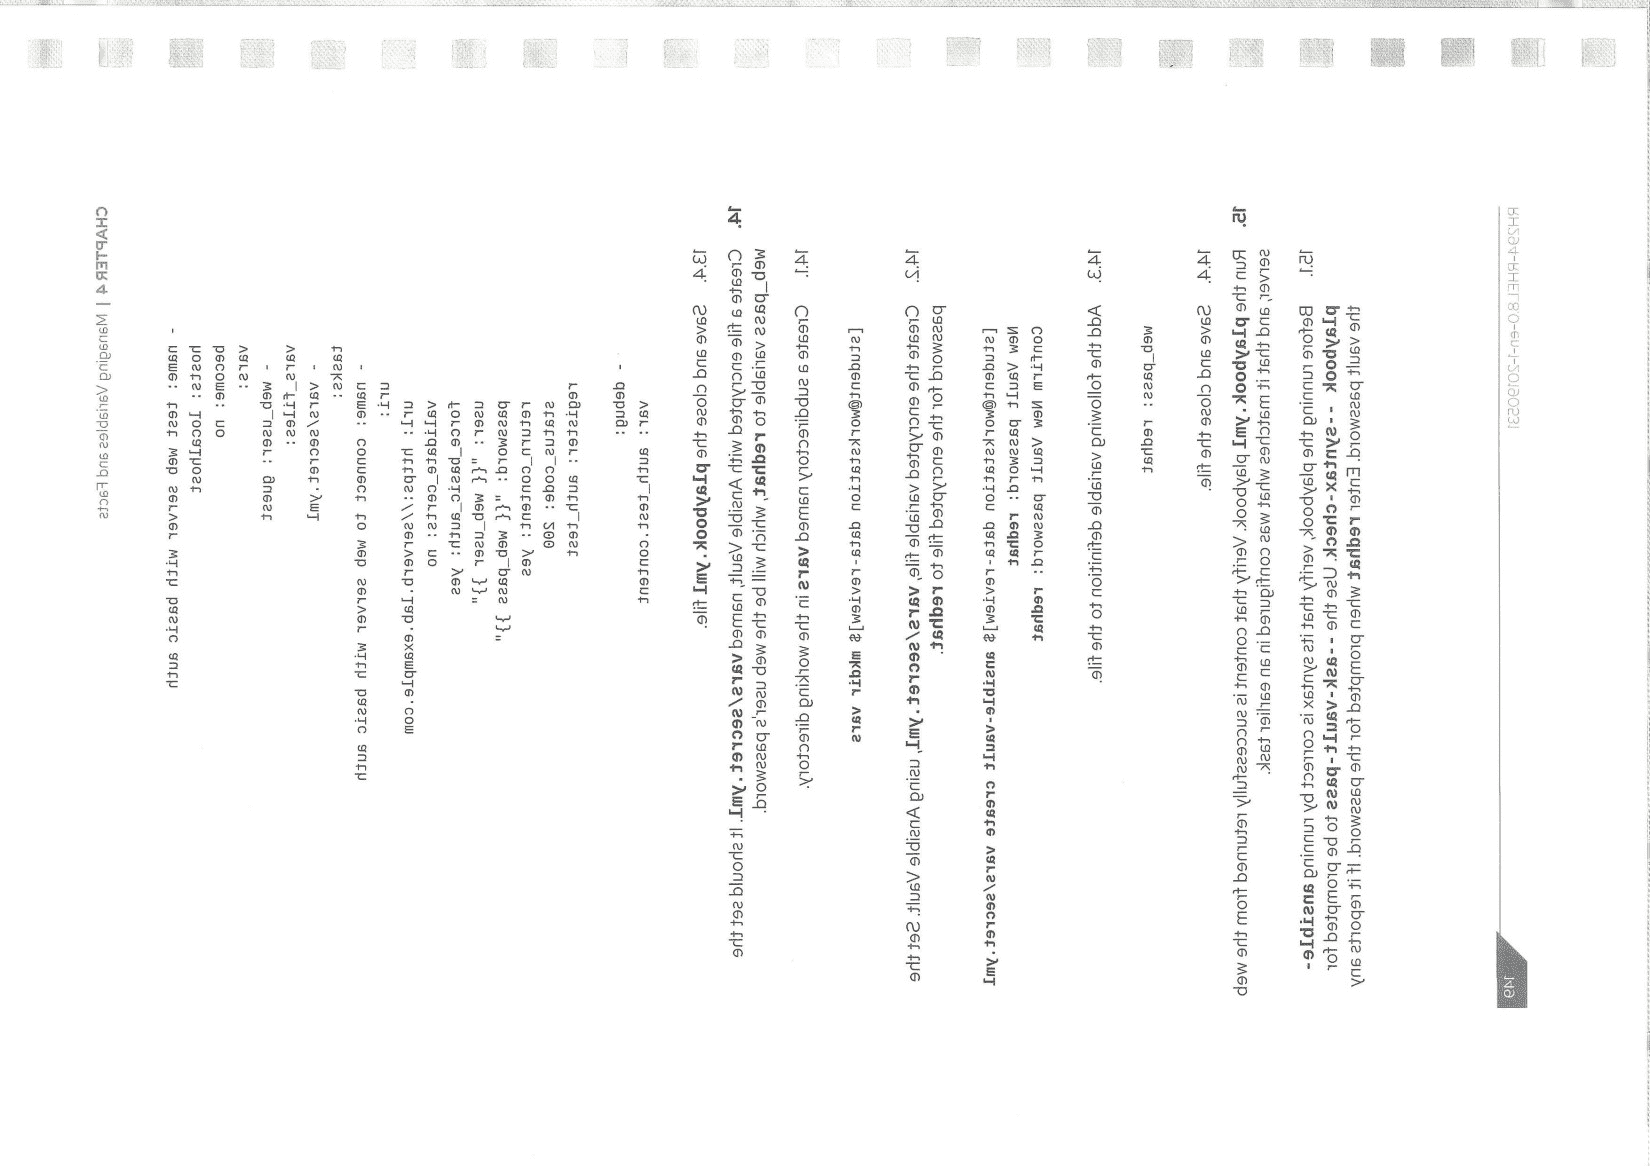 CHAPTER 4 | Managing Variables and Facts
- name: test web server with basic auth
hosts: localhost
become: no
vars:
- web_user: guest
vars_files:
- vars/secret.yml
tasks:
- name: connect to web server with basic auth
uri:
url: https://serverd.lab.example.com
validate_certs: no
force_basic_auth: yes
user: "{{ web_user }}"
password: "{{ web_pass }}"
return_content: yes
status_code: 200
register: auth_test
- debug:
var: auth_test.content
13.4. Save and close the playbook.yml file.
14. Create a file encrypted with Ansible Vault, named vars/secret.yml. It should set the
web_pass variable to redhat, which will be the web user's password.
14.1. Create a subdirectory named vars in the working directory.
[student@workstation data-review]$ mkdir vars
14.2. Create the encrypted variable file, vars/secret.yml, using Ansible Vault. Set the
password for the encrypted file to redhat.
[student@workstation data-review]$ ansible-vault create vars/secret.yml
New Vault password: redhat
Confirm New Vault password: redhat
14.3. Add the following variable definition to the file.
web_pass: redhat
14.4. Save and close the file.
15. Run the playbook.yml playbook. Verify that content is successfully returned from the web
server, and that it matches what was configured in an earlier task.
15.1. Before running the playbook, verify that its syntax is correct by running ansible-
playbook --syntax-check. Use the --ask-vault-pass to be prompted for
the vault password. Enter redhat when prompted for the password. If it reports any
RH294-RHEL8.0-en-1-20190531
149